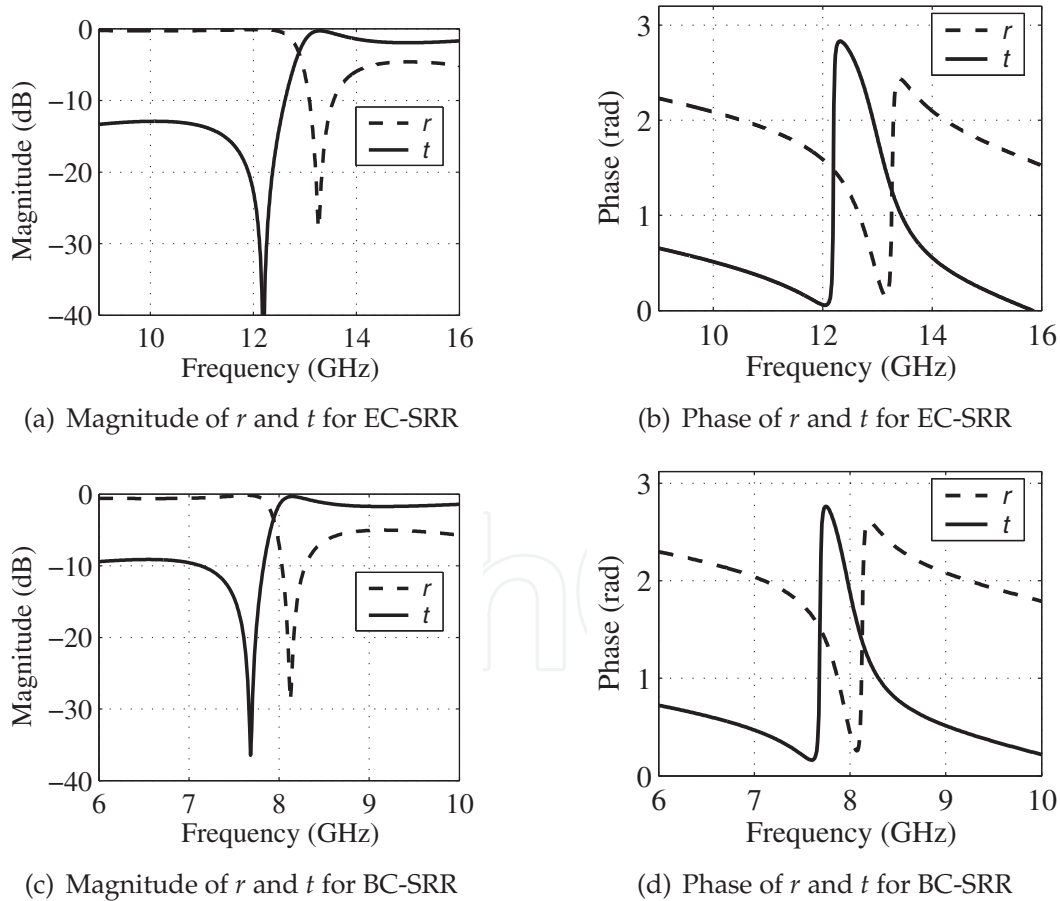 0
−10
−20
−30
−40
10
12
14
16
Magnitude (dB)
Frequency (GHz)
r
t
(a) Magnitude of r and t for EC-SRR
3
2
1
0
10
12
14
16
Phase (rad)
Frequency (GHz)
r
t
(b) Phase of r and t for EC-SRR
0
−10
−20
−30
−40
6
7
8
9
10
Magnitude (dB)
Frequency (GHz)
r
t
(c) Magnitude of r and t for BC-SRR
3
2
1
0
6
7
8
9
10
Phase (rad)
Frequency (GHz)
r
t
(d) Phase of r and t for BC-SRR